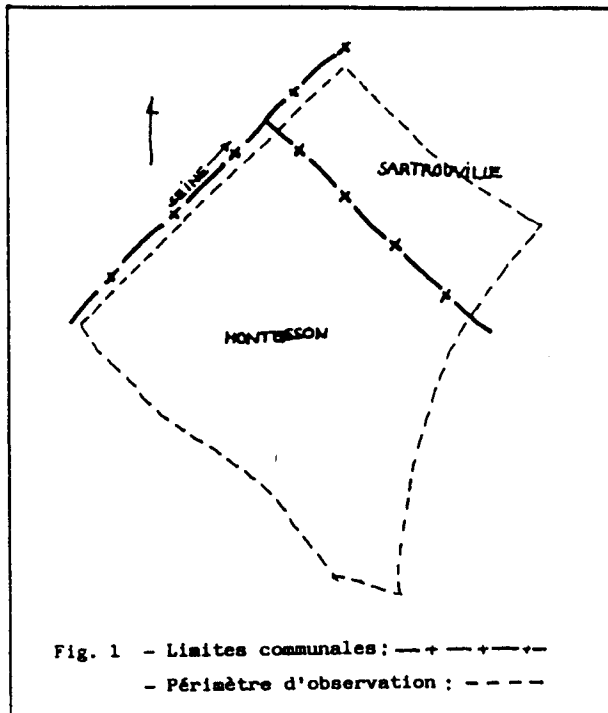 SEINE
SARTROUVILLE
MONTESSON
Fig. 1 - Limites communales : — + — + — + —
- Périmètre d'observation : - - - -